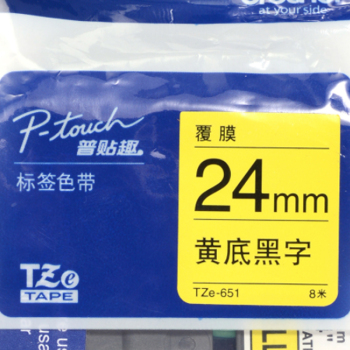 at your side
P-touch
普贴趣
标签色带
覆膜
24mm
黄底黑字
TZe-651 8米
TZe
TAPE